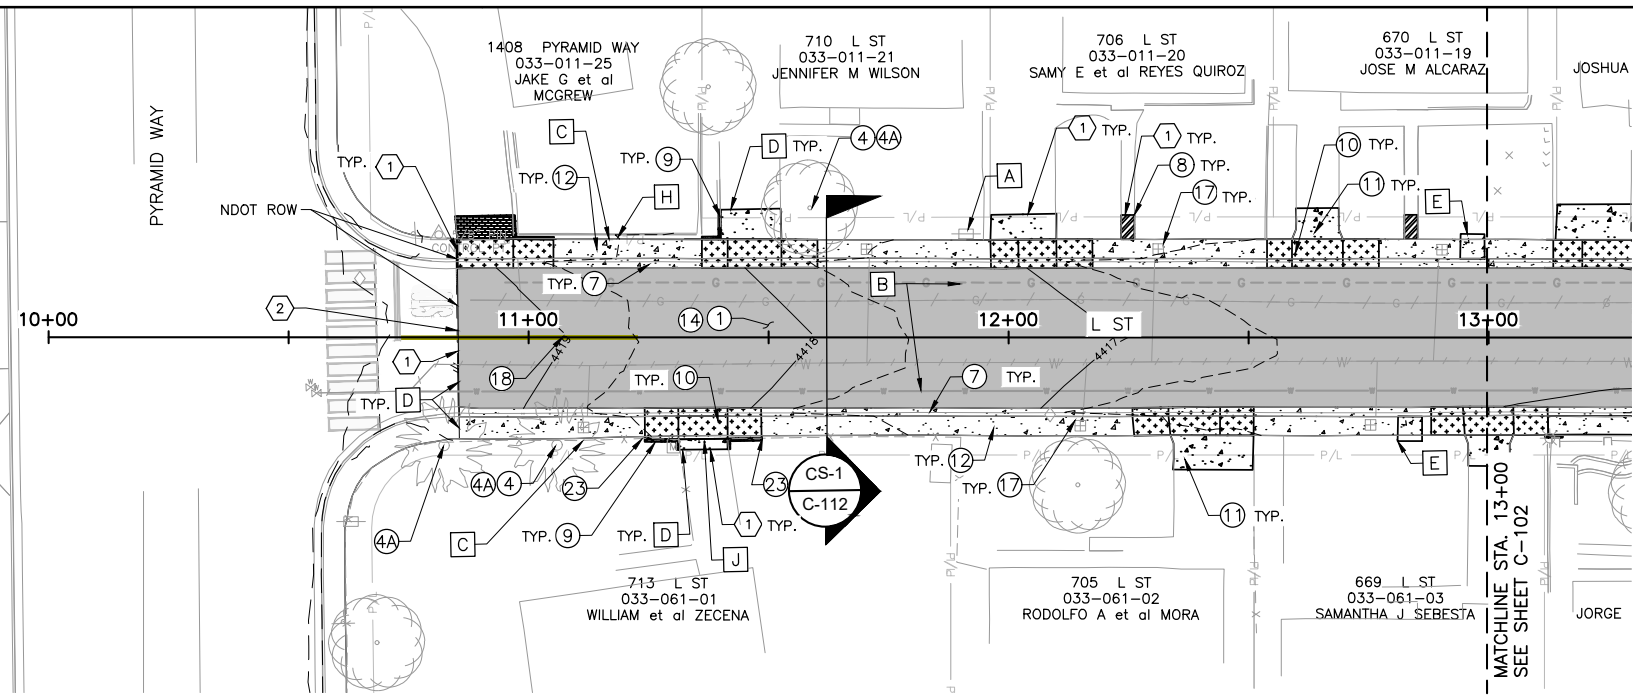 1408 PYRAMID WAY
033-011-25
JAKE G et al
MCGREW
710 L ST
033-011-21
JENNIFER M WILSON
706 L ST
033-011-20
SAMY E et al REYES QUIROZ
670 L ST
033-011-19
JOSE M ALCARAZ
JOSHUA
PYRAMID WAY
P/L
P/L
P/L
P/L
P/L
C
TYP. 9
D TYP.
4 4A
1 TYP.
1 TYP.
8 TYP.
10 TYP.
11 TYP.
TYP. 1
TYP. 12
H
A
17 TYP.
E
NDOT ROW
P/L
P/L
P/L
P/L
TYP. 7
B
G
G
G
G
2
10+00
11+00
14 1
12+00
L ST
13+00
4419
4418
4417
1
18
TYP. 10
7 TYP.
TYP. D
W
W
P/L
P/L
P/L
4A 4
23
23
CS-1
C-112
TYP. 12
TYP. 17
E
11 TYP.
4A
C
TYP. 9
TYP. D
1 TYP.
J
P/L
P/L
713 L ST
033-061-01
WILLIAM et al ZECENA
705 L ST
033-061-02
RODOLFO A et al MORA
669 L ST
033-061-03
SAMANTHA J SEBESTA
JORGE
MATCHLINE STA. 13+00
SEE SHEET C-102
P/L